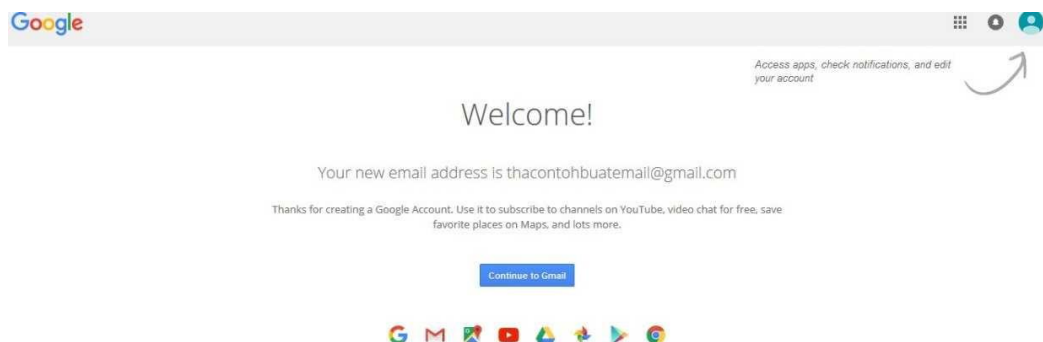 Google
Access apps, check notifications, and edit
your account
Welcome!
Your new email address is thacontohbuatemail@gmail.com
Thanks for creating a Google Account. Use it to subscribe to channels on YouTube, video chat for free, save
favorite places on Maps, and lots more.
Continue to Gmail